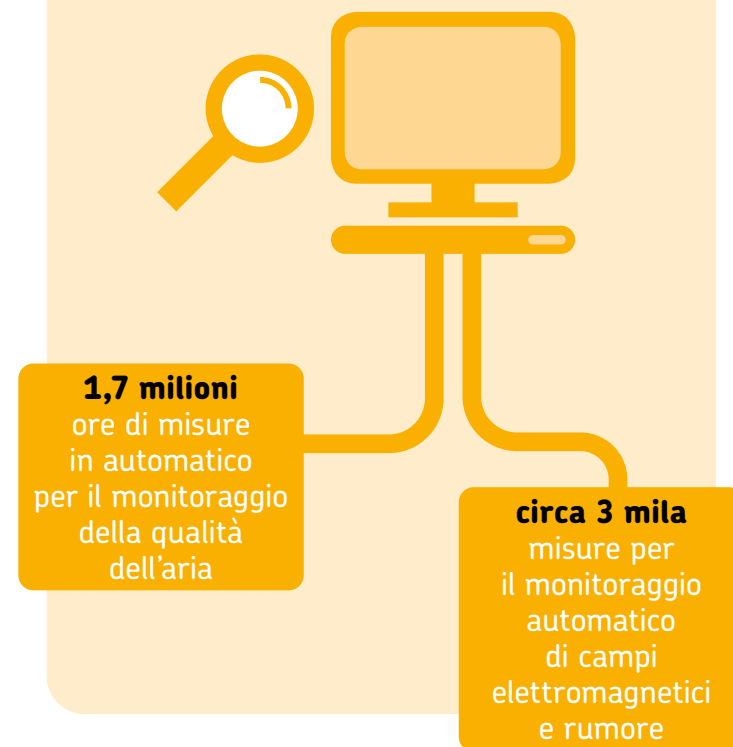 1,7 milioni
ore di misure
in automatico
per il monitoraggio
della qualità
dell'aria
circa 3 mila
misure per
il monitoraggio
automatico
di campi
elettromagnetici
e rumore